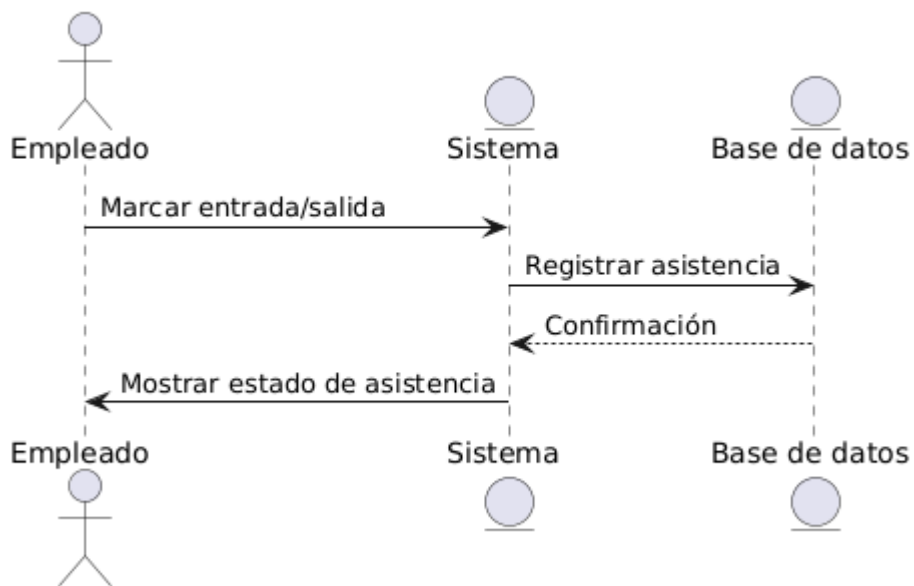 Empleado
Sistema
Base de datos
Marcar entrada/salida
Registrar asistencia
Confirmación
Mostrar estado de asistencia
Empleado
Sistema
Base de datos